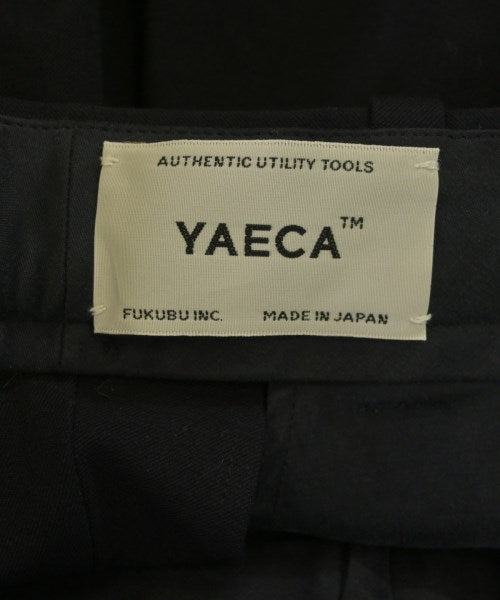 AUTHENTIC UTILITY TOOLS
YAECA™
FUKUBU INC. MADE IN JAPAN